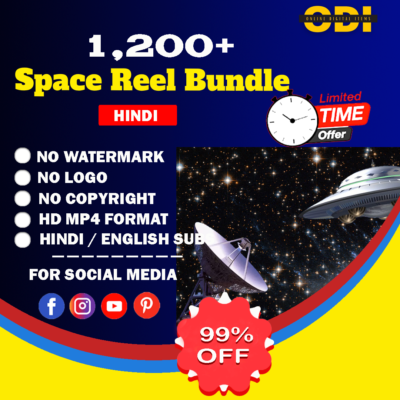 ODI
ONLINE DIGITAL ITEMS
1,200+
Space Reel Bundle
HINDI
Limited
TIME
Offer
NO WATERMARK
NO LOGO
NO COPYRIGHT
HD MP4 FORMAT
HINDI / ENGLISH SUB
FOR SOCIAL MEDIA
99%
OFF